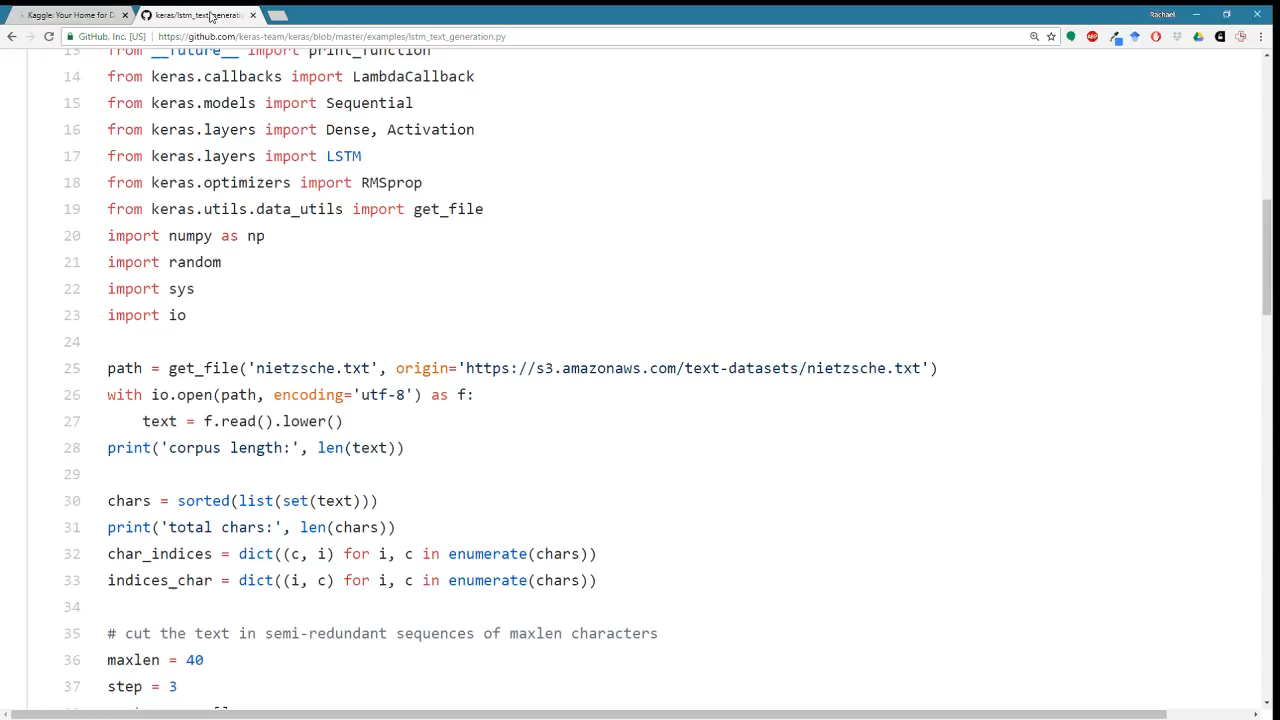 Kaggle: Your Home for D
keras/lstm_text_generati
Rachael
GitHub, Inc. [US]
https://github.com/keras-team/keras/blob/master/examples/lstm_text_generation.py
13 from __future__ import print_function
14 from keras.callbacks import LambdaCallback
15 from keras.models import Sequential
16 from keras.layers import Dense, Activation
17 from keras.layers import LSTM
18 from keras.optimizers import RMSprop
19 from keras.utils.data_utils import get_file
20 import numpy as np
21 import random
22 import sys
23 import io
24
25 path = get_file('nietzsche.txt', origin='https://s3.amazonaws.com/text-datasets/nietzsche.txt')
26 with io.open(path, encoding='utf-8') as f:
27 text = f.read().lower()
28 print('corpus length:', len(text))
29
30 chars = sorted(list(set(text)))
31 print('total chars:', len(chars))
32 char_indices = dict((c, i) for i, c in enumerate(chars))
33 indices_char = dict((i, c) for i, c in enumerate(chars))
34
35 # cut the text in semi-redundant sequences of maxlen characters
36 maxlen = 40
37 step = 3